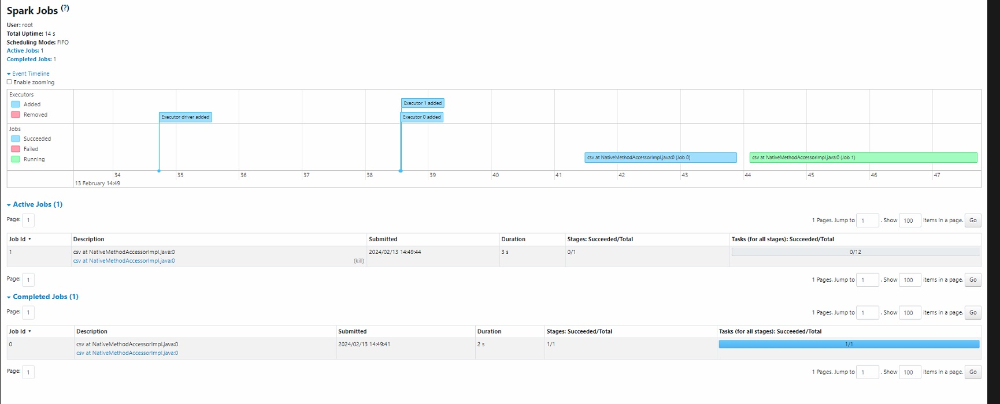 Spark Jobs (?)
User: root
Total Uptime: 14 s
Scheduling Mode: FIFO
Active Jobs: 1
Completed Jobs: 1
Event Timeline
Enable zooming
Executors
Added
Removed
Executor driver added
Executor 1 added
Executor 0 added
Jobs
Succeeded
Failed
Running
csv at NativeMethodAccessorImpl.java:0 (Job 0)
csv at NativeMethodAccessorImpl.java:0 (Job 1)
34 35 36 37 38 39 40 41 42 43 44 45 46 47
13 February 14:49
Active Jobs (1)
Page: 1 1 Pages. Jump to 1 . Show 100 items in a page. Go
Job Id ▾ Description Submitted Duration Stages: Succeeded/Total Tasks (for all stages): Succeeded/Total
1 csv at NativeMethodAccessorImpl.java:0 2024/02/13 14:49:44 3 s 0/1 0/12
csv at NativeMethodAccessorImpl.java:0 (kill)
Page: 1 1 Pages. Jump to 1 . Show 100 items in a page. Go
Completed Jobs (1)
Page: 1 1 Pages. Jump to 1 . Show 100 items in a page. Go
Job Id ▾ Description Submitted Duration Stages: Succeeded/Total Tasks (for all stages): Succeeded/Total
0 csv at NativeMethodAccessorImpl.java:0 2024/02/13 14:49:41 2 s 1/1 1/1
csv at NativeMethodAccessorImpl.java:0
Page: 1 1 Pages. Jump to 1 . Show 100 items in a page. Go